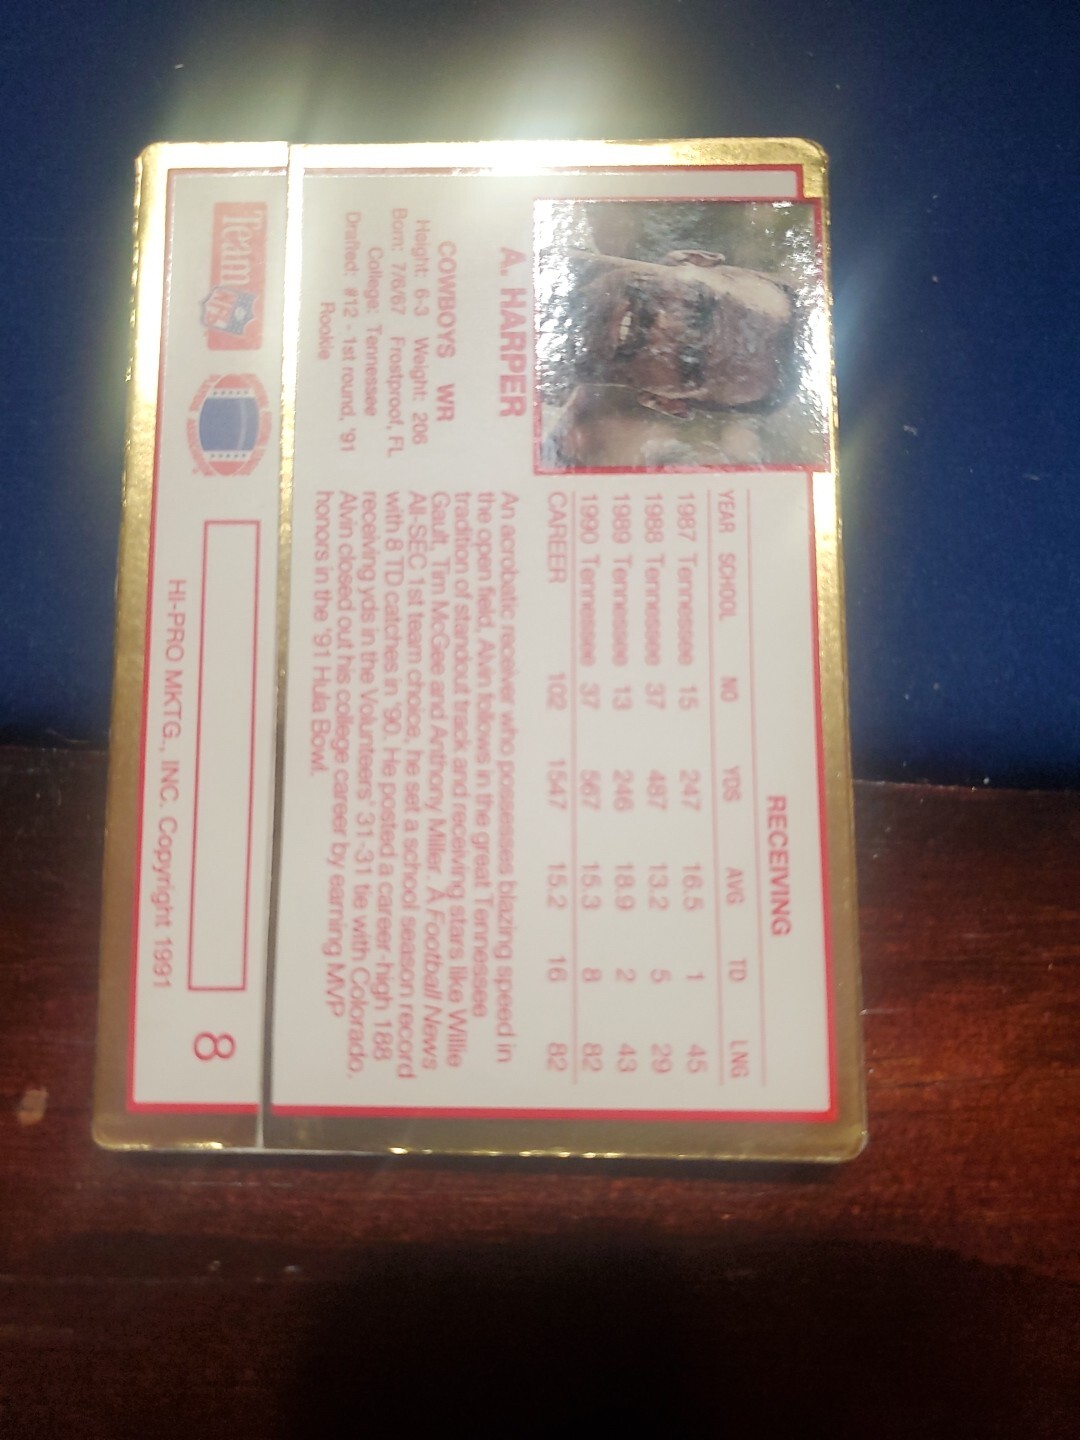 RECEIVING
YEAR SCHOOL NO YDS AVG TD LNG
1987 Tennessee 15 247 16.5 1 45
1988 Tennessee 37 487 13.2 5 29
1989 Tennessee 13 246 18.9 2 43
1990 Tennessee 37 567 15.3 8 82
CAREER 102 1547 15.2 16 82
A. HARPER
COWBOYS WR
Height: 6-3 Weight: 206
Born: 7/6/67 Frostproof, FL
College: Tennessee
Drafted: #12 - 1st round, '91
Rookie
An acrobatic receiver who possesses blazing speed in
the open field, Alvin follows in the great Tennessee
tradition of standout track and receiving stars like Willie
Gault, Tim McGee and Anthony Miller. A Football News
All-SEC 1st team choice, he set a school season record
with 8 TD catches in '90. He posted a career-high 188
receiving yds in the Volunteers' 31-31 tie with Colorado.
Alvin closed out his college career by earning MVP
honors in the '91 Hula Bowl.
Team NFL
8
HI-PRO MKTG., INC. Copyright 1991